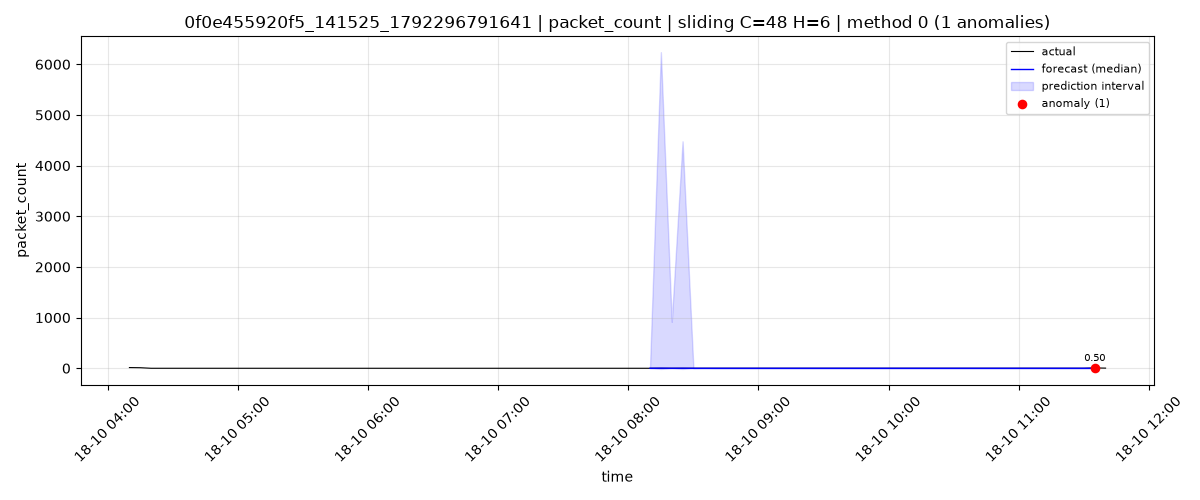 0f0e455920f5_141525_1792296791641 | packet_count | sliding C=48 H=6 | method 0 (1 anomalies)
actual
forecast (median)
prediction interval
anomaly (1)
packet_count
6000
5000
4000
3000
2000
1000
0
0.50
18-10 04:00
18-10 05:00
18-10 06:00
18-10 07:00
18-10 08:00
18-10 09:00
18-10 10:00
18-10 11:00
18-10 12:00
time